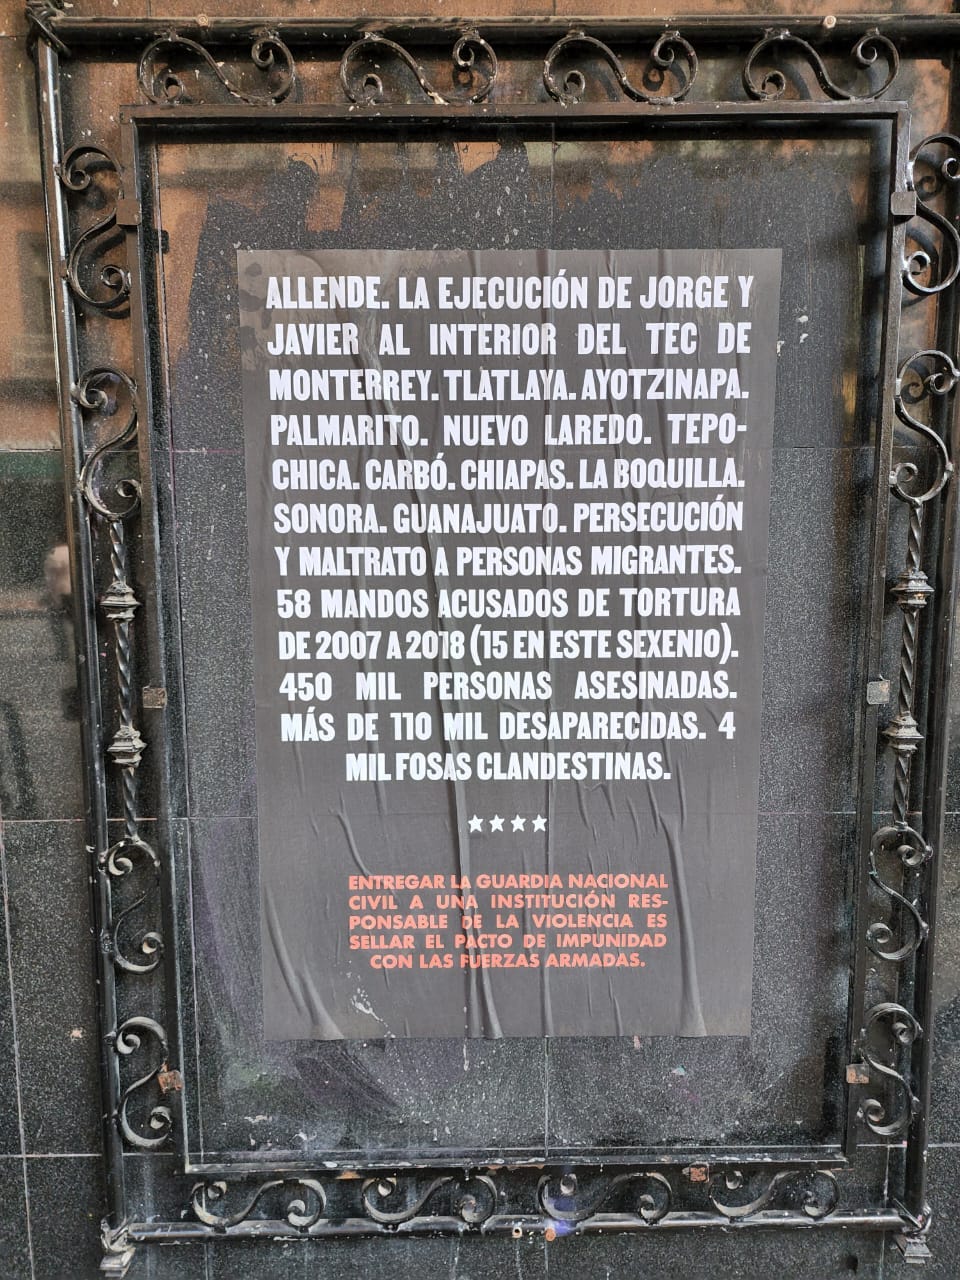 ALLENDE. LA EJECUCIÓN DE JORGE Y
JAVIER AL INTERIOR DEL TEC DE
MONTERREY. TLATLAYA. AYOTZINAPA.
PALMARITO. NUEVO LAREDO. TEPO-
CHICA. CARBÓ. CHIAPAS. LA BOQUILLA.
SONORA. GUANAJUATO. PERSECUCIÓN
Y MALTRATO A PERSONAS MIGRANTES.
58 MANDOS ACUSADOS DE TORTURA
DE 2007 A 2018 (15 EN ESTE SEXENIO).
450 MIL PERSONAS ASESINADAS.
MÁS DE 110 MIL DESAPARECIDAS. 4
MIL FOSAS CLANDESTINAS.
ENTREGAR LA GUARDIA NACIONAL
CIVIL A UNA INSTITUCIÓN RES-
PONSABLE DE LA VIOLENCIA ES
SELLAR EL PACTO DE IMPUNIDAD
CON LAS FUERZAS ARMADAS.